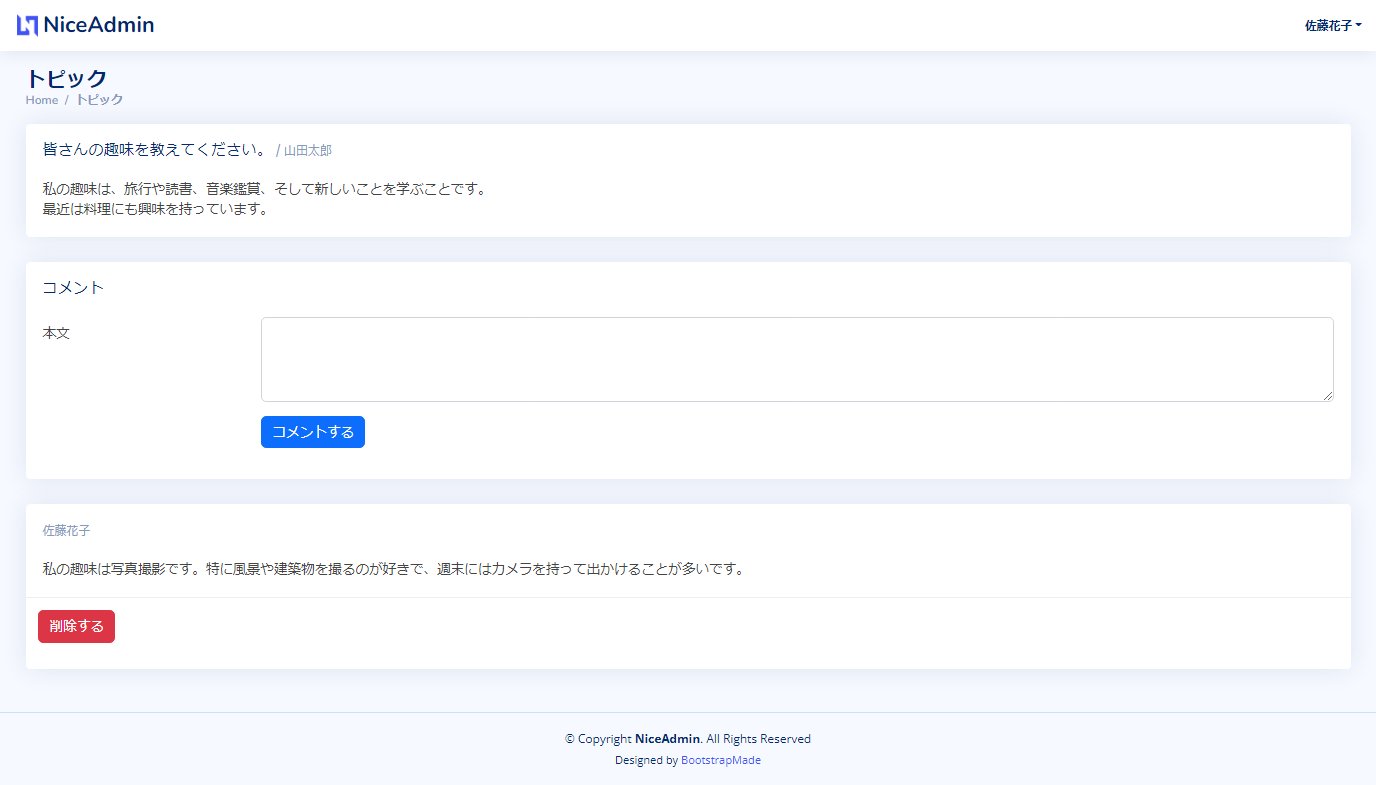 NiceAdmin
佐藤花子
トピック
Home / トピック
皆さんの趣味を教えてください。 / 山田太郎
私の趣味は、旅行や読書、音楽鑑賞、そして新しいことを学ぶことです。
最近は料理にも興味を持っています。
コメント
本文
コメントする
佐藤花子
私の趣味は写真撮影です。特に風景や建築物を撮るのが好きで、週末にはカメラを持って出かけることが多いです。
削除する
© Copyright NiceAdmin. All Rights Reserved
Designed by BootstrapMade